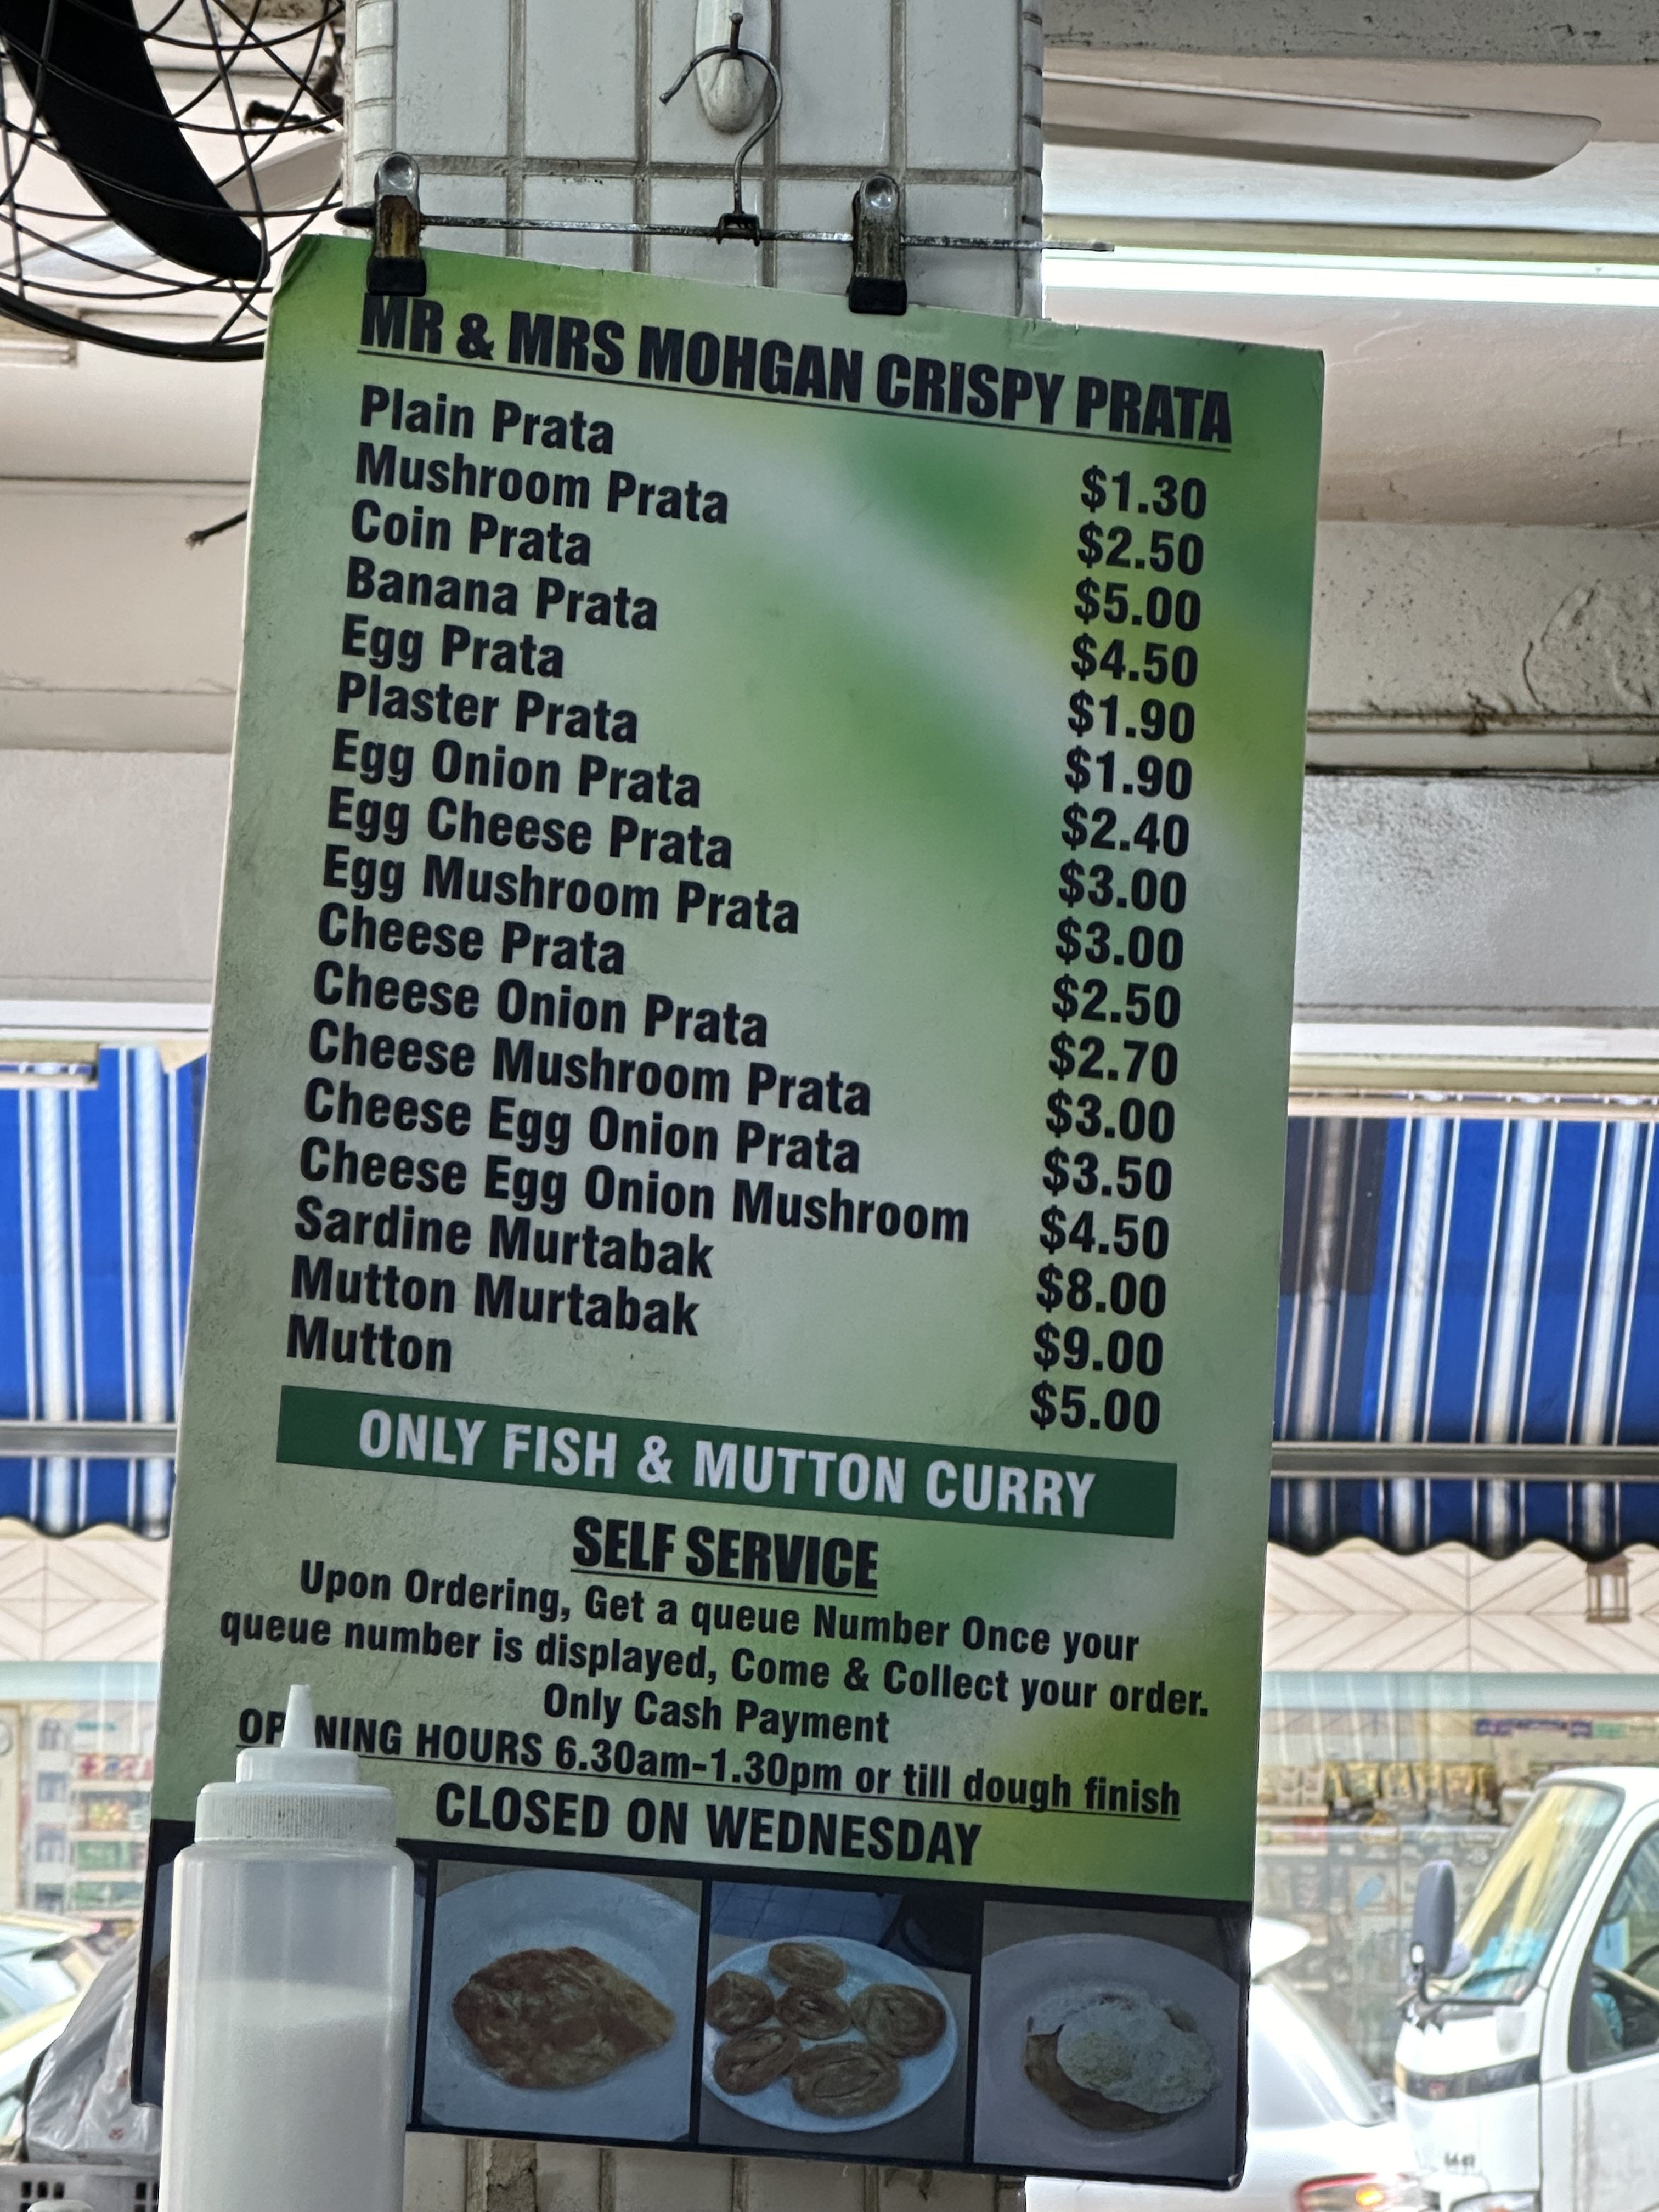 MR & MRS MOHGAN CRISPY PRATA
Plain Prata $1.30
Mushroom Prata $2.50
Coin Prata $5.00
Banana Prata $4.50
Egg Prata $1.90
Plaster Prata $1.90
Egg Onion Prata $2.40
Egg Cheese Prata $3.00
Egg Mushroom Prata $3.00
Cheese Prata $2.50
Cheese Onion Prata $2.70
Cheese Mushroom Prata $3.00
Cheese Egg Onion Prata $3.50
Cheese Egg Onion Mushroom $4.50
Sardine Murtabak $8.00
Mutton Murtabak $9.00
Mutton $5.00
ONLY FISH & MUTTON CURRY
SELF SERVICE
Upon Ordering, Get a queue Number Once your
queue number is displayed, Come & Collect your order.
Only Cash Payment
OPENING HOURS 6.30am-1.30pm or till dough finish
CLOSED ON WEDNESDAY